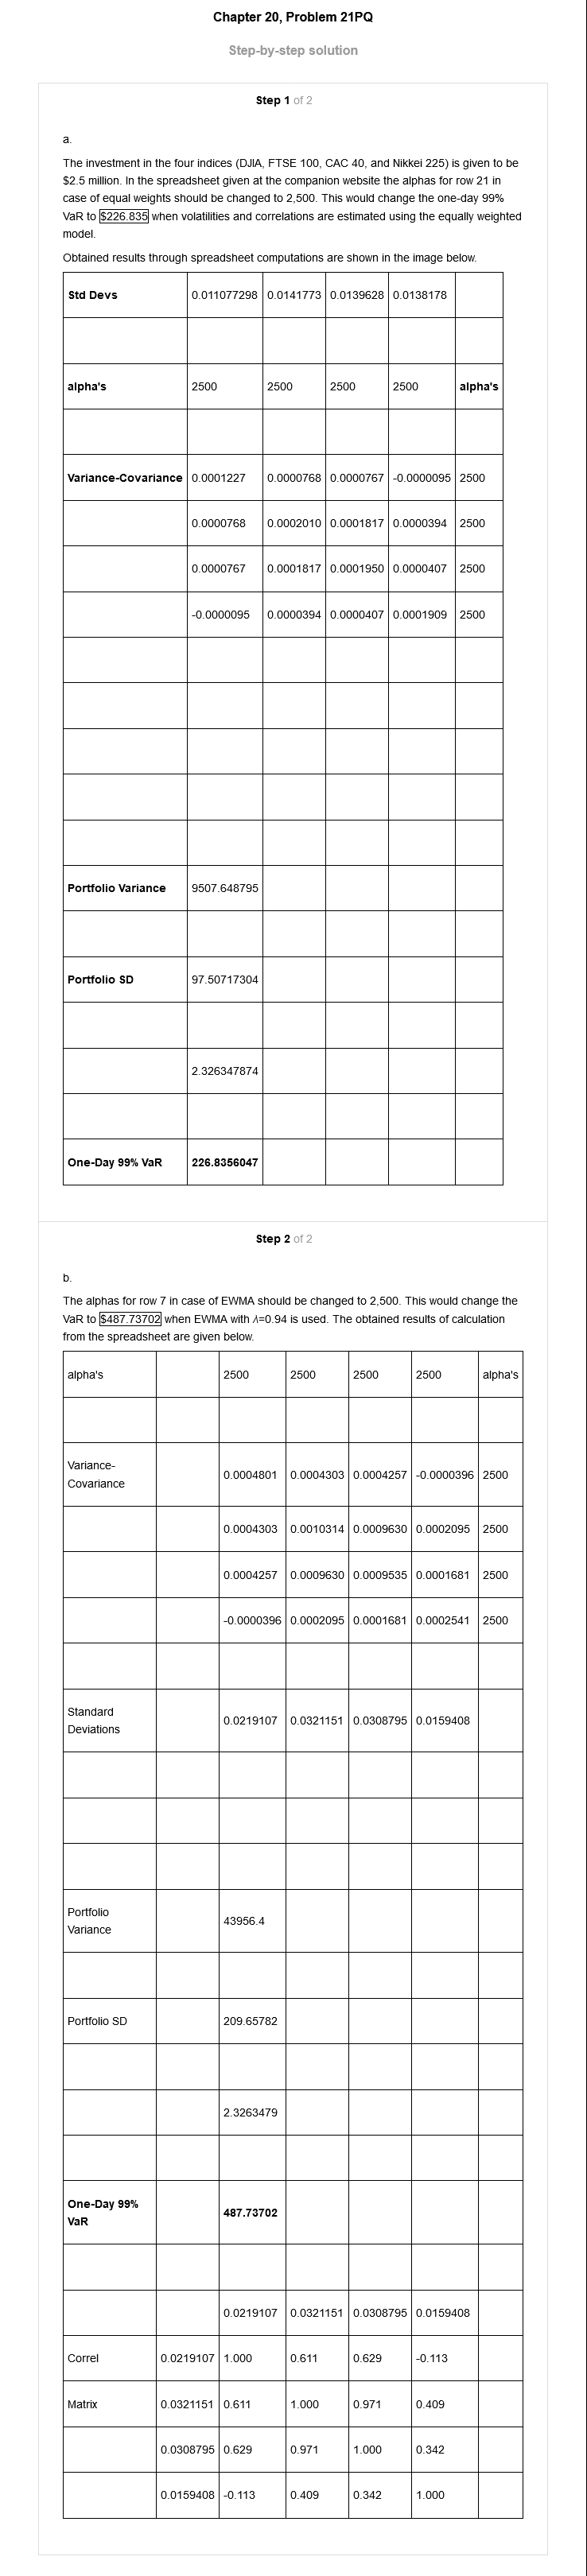 Chapter 20, Problem 21PQ
Step-by-step solution
Step 1 of 2
a.
The investment in the four indices (DJIA, FTSE 100, CAC 40, and Nikkei 225) is given to be
$2.5 million. In the spreadsheet given at the companion website the alphas for row 21 in
case of equal weights should be changed to 2,500. This would change the one-day 99%
VaR to $226.835 when volatilities and correlations are estimated using the equally weighted
model.
Obtained results through spreadsheet computations are shown in the image below.
Std Devs 0.011077298 0.0141773 0.0139628 0.0138178
alpha's 2500 2500 2500 2500 alpha's
Variance-Covariance 0.0001227 0.0000768 0.0000767 -0.0000095 2500
0.0000768 0.0002010 0.0001817 0.0000394 2500
0.0000767 0.0001817 0.0001950 0.0000407 2500
-0.0000095 0.0000394 0.0000407 0.0001909 2500
Portfolio Variance 9507.648795
Portfolio SD 97.50717304
2.326347874
One-Day 99% VaR 226.8356047
Step 2 of 2
b.
The alphas for row 7 in case of EWMA should be changed to 2,500. This would change the
VaR to $487.73702 when EWMA with λ=0.94 is used. The obtained results of calculation
from the spreadsheet are given below.
alpha's 2500 2500 2500 2500 alpha's
Variance-
Covariance 0.0004801 0.0004303 0.0004257 -0.0000396 2500
0.0004303 0.0010314 0.0009630 0.0002095 2500
0.0004257 0.0009630 0.0009535 0.0001681 2500
-0.0000396 0.0002095 0.0001681 0.0002541 2500
Standard
Deviations 0.0219107 0.0321151 0.0308795 0.0159408
Portfolio
Variance 43956.4
Portfolio SD 209.65782
2.3263479
One-Day 99%
VaR 487.73702
0.0219107 0.0321151 0.0308795 0.0159408
Correl 0.0219107 1.000 0.611 0.629 -0.113
Matrix 0.0321151 0.611 1.000 0.971 0.409
0.0308795 0.629 0.971 1.000 0.342
0.0159408 -0.113 0.409 0.342 1.000